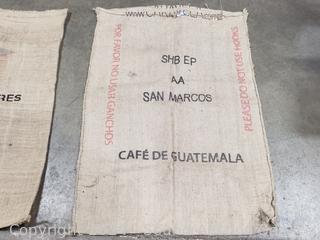 SHB EP
AA
SAN MARCOS
CAFÉ DE GUATEMALA
POR FAVOR NO USAR GANCHOS
PLEASE DO NOT USE HOOKS
RES
Copyright